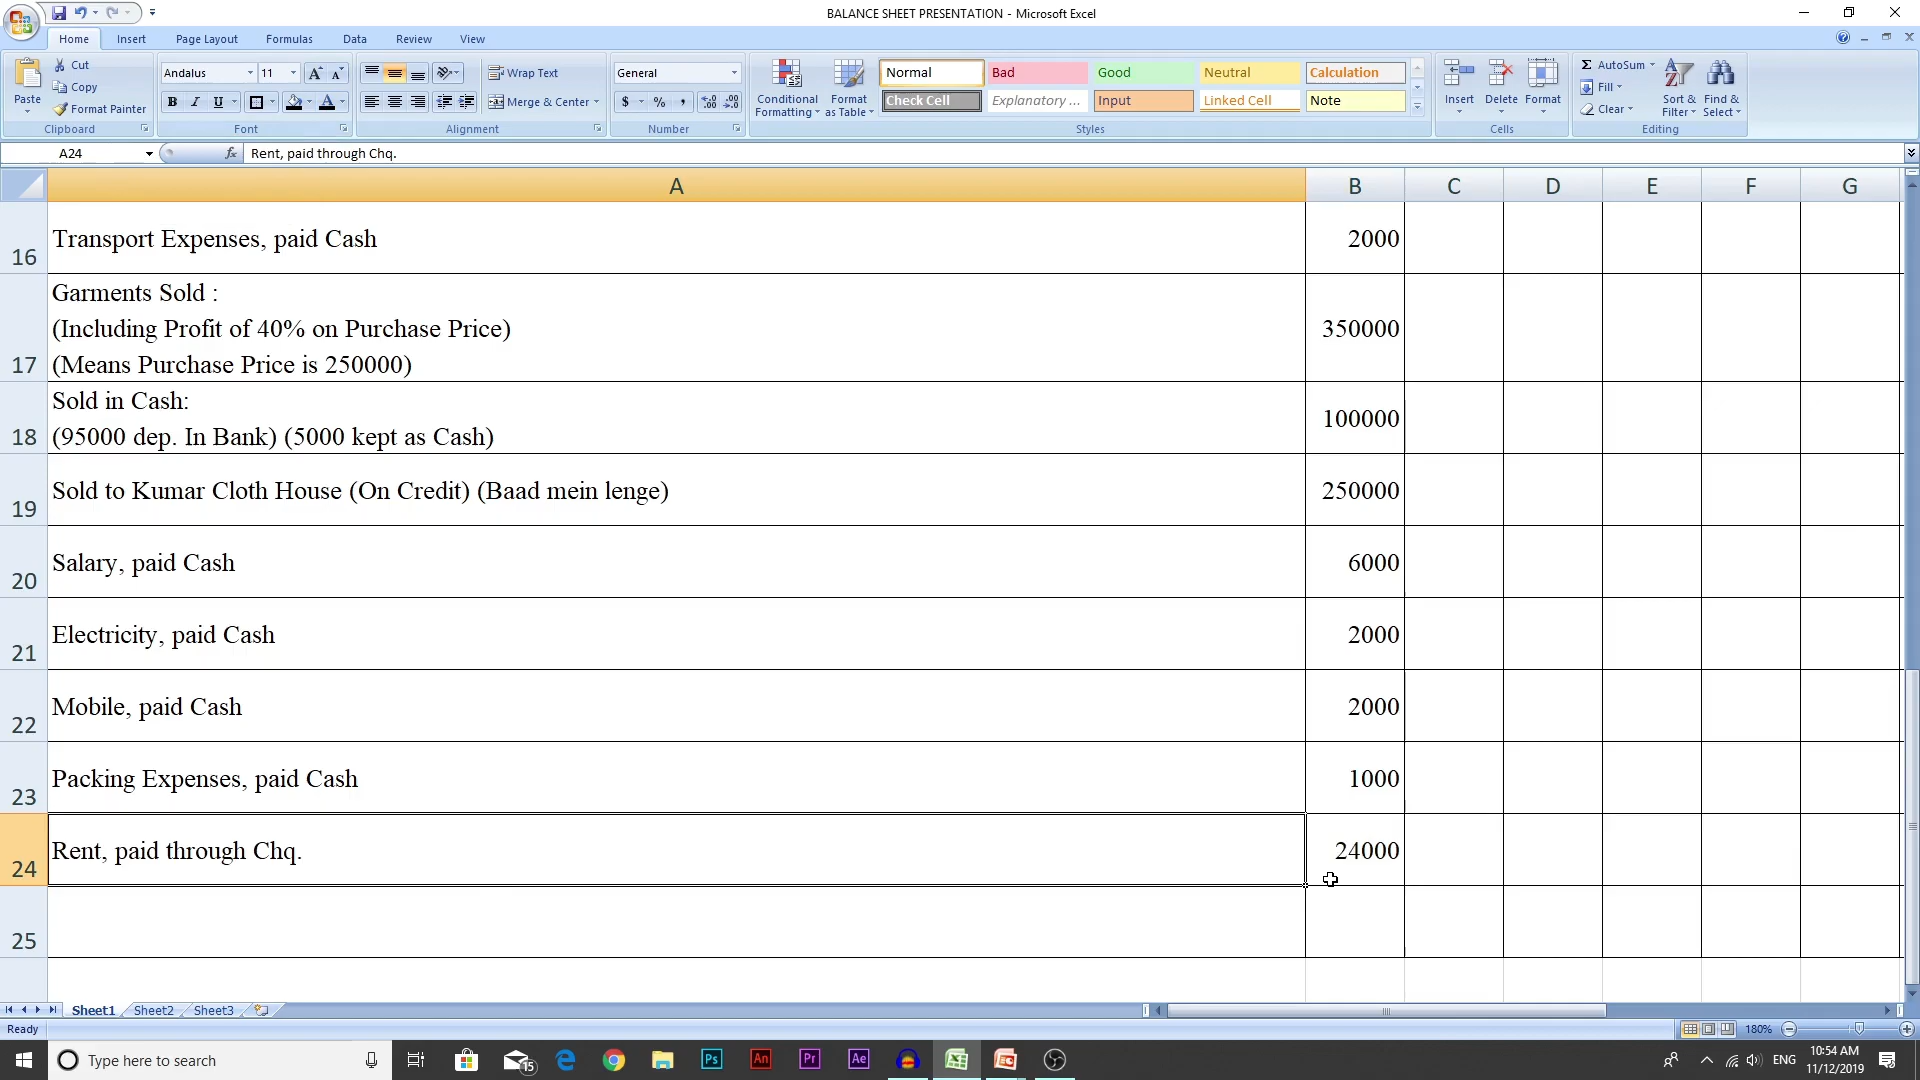 BALANCE SHEET PRESENTATION - Microsoft Excel
Home Insert Page Layout Formulas Data Review View
Paste
Cut
Copy
Format Painter
Clipboard
Andalus 11
B I U
Font
Wrap Text
Merge & Center
Alignment
General
$ % ,
Number
Conditional Formatting
Format as Table
Normal Bad Good Neutral Calculation
Check Cell Explanatory ... Input Linked Cell Note
Styles
Insert Delete Format
Cells
Σ AutoSum
Fill
Clear
Sort & Filter
Find & Select
Editing
A24 fx Rent, paid through Chq.
A B C D E F G
16 Transport Expenses, paid Cash 2000
17 Garments Sold :
(Including Profit of 40% on Purchase Price) 350000
(Means Purchase Price is 250000)
18 Sold in Cash: 100000
(95000 dep. In Bank) (5000 kept as Cash)
19 Sold to Kumar Cloth House (On Credit) (Baad mein lenge) 250000
20 Salary, paid Cash 6000
21 Electricity, paid Cash 2000
22 Mobile, paid Cash 2000
23 Packing Expenses, paid Cash 1000
24 Rent, paid through Chq. 24000
25
Sheet1 Sheet2 Sheet3
Ready 180%
Type here to search 15 Ps An Pr Ae ENG 10:54 AM
11/12/2019